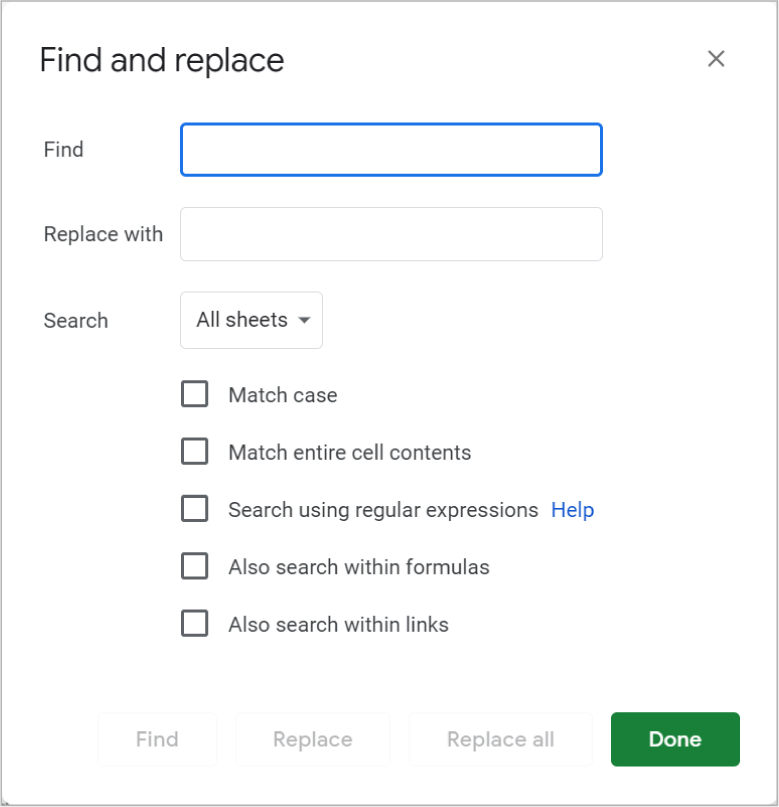 Find and replace
Find
Replace with
Search All sheets
Match case
Match entire cell contents
Search using regular expressions Help
Also search within formulas
Also search within links
Find Replace Replace all Done